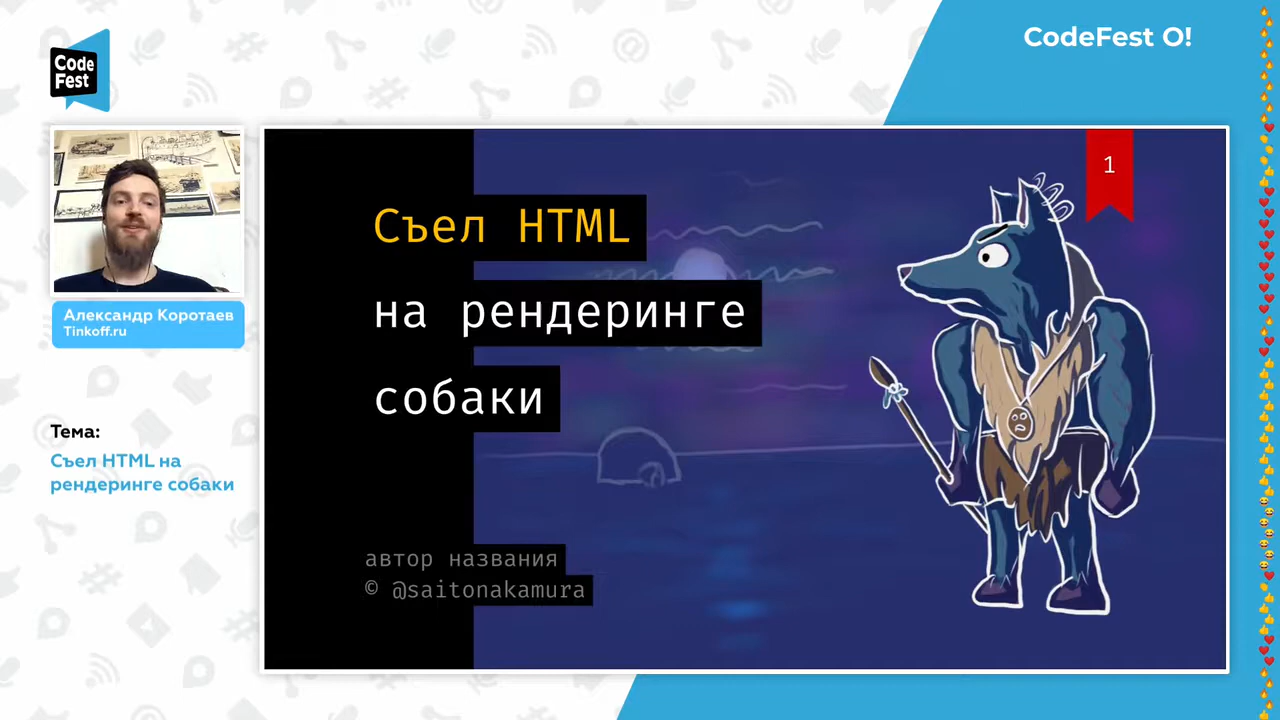 Code
Fest
CodeFest O!
Александр Коротаев
Tinkoff.ru
Тема:
Съел HTML на
рендеринге собаки
1
Съел HTML
на рендеринге
собаки
автор названия
© @saitonakamura